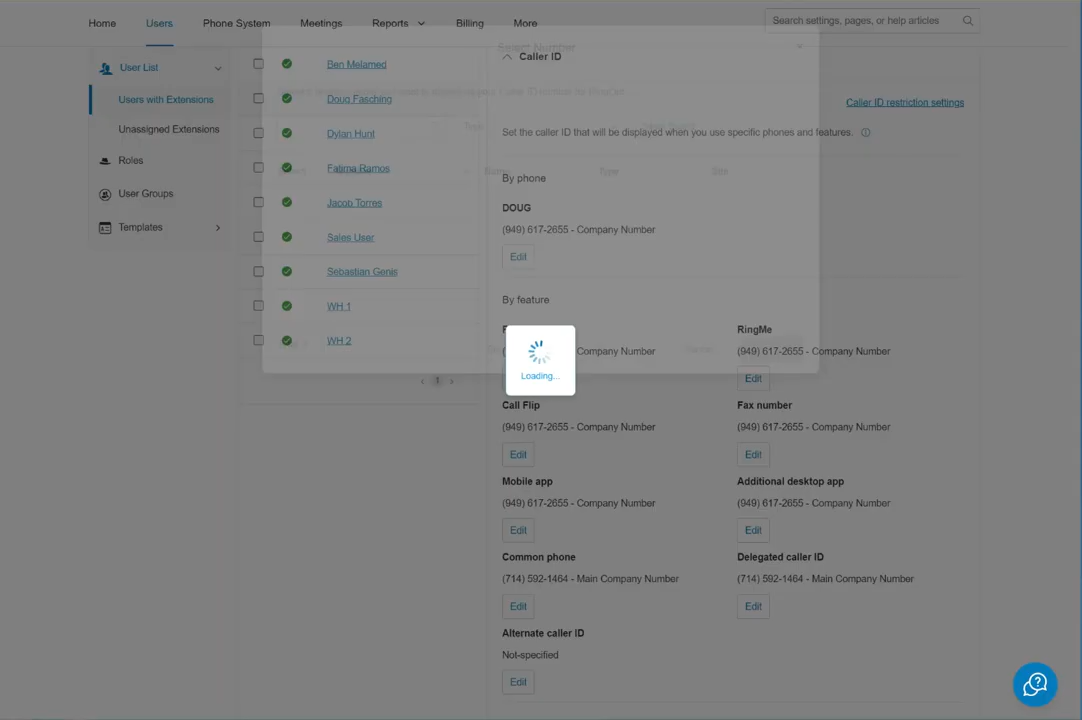 Home
Users
Phone System
Meetings
Reports
Billing
More
Search settings, pages, or help articles
User List
Users with Extensions
Unassigned Extensions
Roles
User Groups
Templates
Select Number
Ben Melamed
Doug Fasching
Dylan Hunt
Fatima Ramos
Jacob Torres
Sales User
Sebastian Genis
WH 1
WH 2
1
Caller ID
Caller ID restriction settings
Set the caller ID that will be displayed when you use specific phones and features.
Type
Name
Type
Site
By phone
DOUG
(949) 617-2655 - Company Number
Edit
By feature
RingMe
Company Number
(949) 617-2655 - Company Number
Edit
Loading...
Call Flip
Fax number
(949) 617-2655 - Company Number
(949) 617-2655 - Company Number
Edit
Edit
Mobile app
Additional desktop app
(949) 617-2655 - Company Number
(949) 617-2655 - Company Number
Edit
Edit
Common phone
Delegated caller ID
(714) 592-1464 - Main Company Number
(714) 592-1464 - Main Company Number
Edit
Edit
Alternate caller ID
Not-specified
Edit